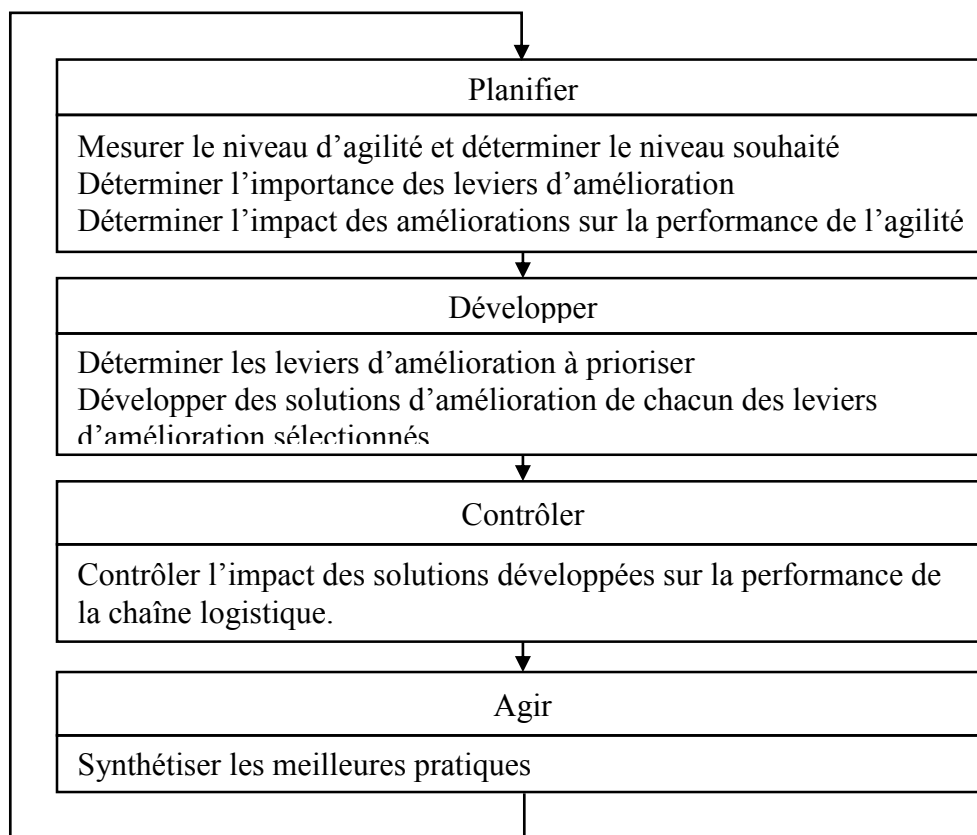 Planifier
Mesurer le niveau d’agilité et déterminer le niveau souhaité
Déterminer l’importance des leviers d’amélioration
Déterminer l’impact des améliorations sur la performance de l’agilité
Développer
Déterminer les leviers d’amélioration à prioriser
Développer des solutions d’amélioration de chacun des leviers
d’amélioration sélectionnés
Contrôler
Contrôler l’impact des solutions développées sur la performance de
la chaîne logistique.
Agir
Synthétiser les meilleures pratiques